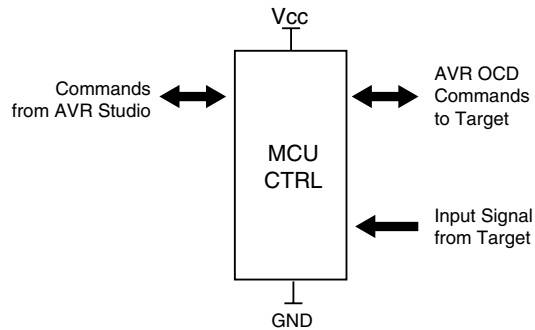 Vcc
Commands
from AVR Studio
AVR OCD
Commands
to Target
MCU
CTRL
Input Signal
from Target
GND